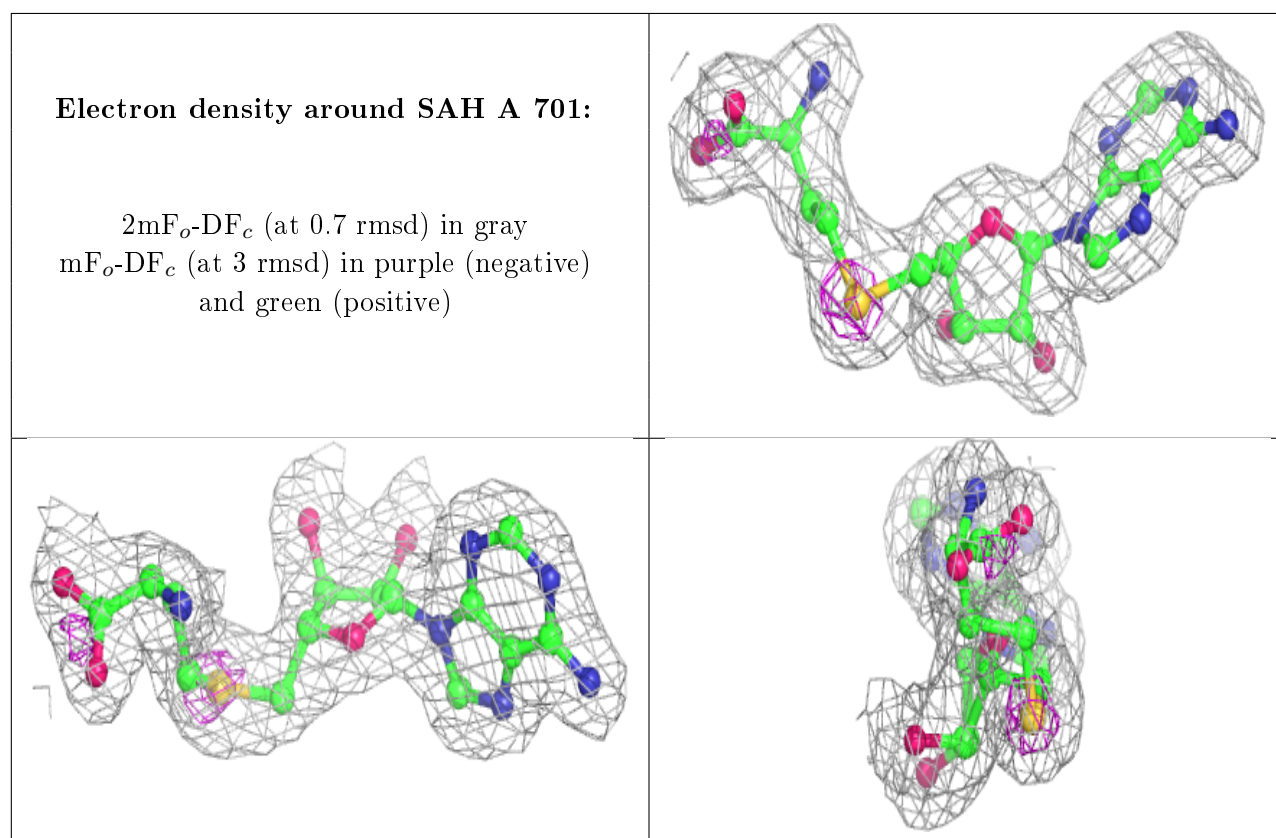 Electron density around SAH A 701:
2mFₒ-DF𝒸 (at 0.7 rmsd) in gray
mFₒ-DF𝒸 (at 3 rmsd) in purple (negative)
and green (positive)